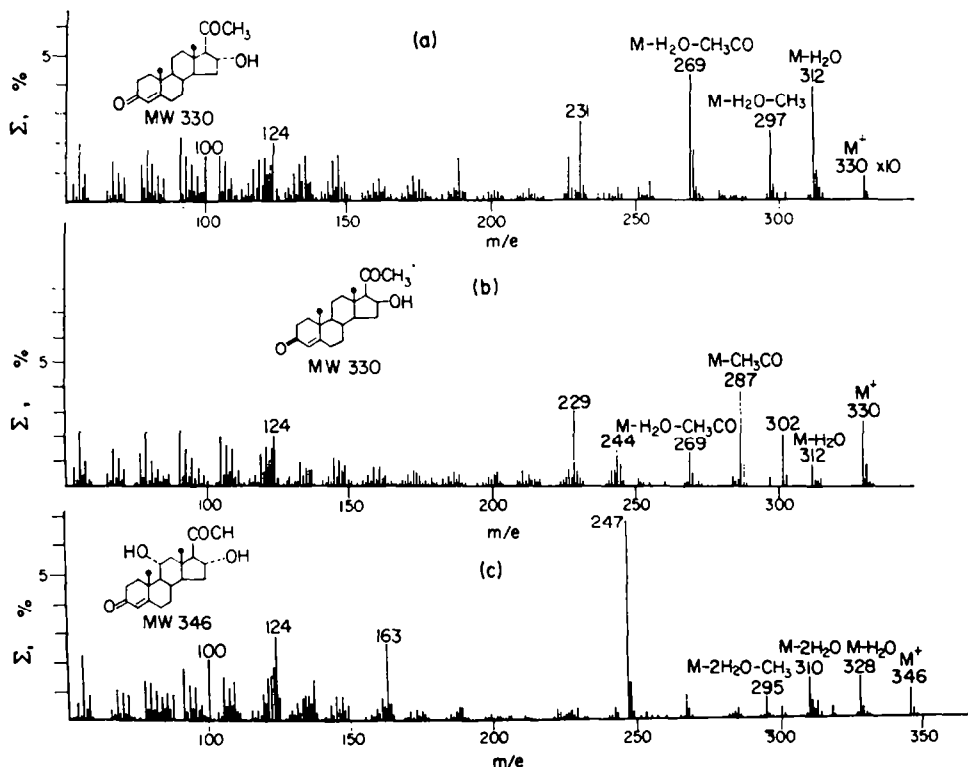 (a)
Σ, %
5
COCH3
OH
O
MW 330
100
124
231
M-H2O-CH3CO
269
M-H2O-CH3
297
M-H2O
312
M+
330 x10
100
150
200
250
300
m/e
(b)
Σ, %
5
COCH3
OH
O
MW 330
124
229
244
M-H2O-CH3CO
269
M-CH3CO
287
302
M-H2O
312
M+
330
100
150
200
250
300
m/e
(c)
Σ, %
5
COCH
HO
OH
O
MW 346
100
124
163
247
M-2H2O-CH3
295
M-2H2O
310
M-H2O
328
M+
346
100
150
200
250
300
350
m/e